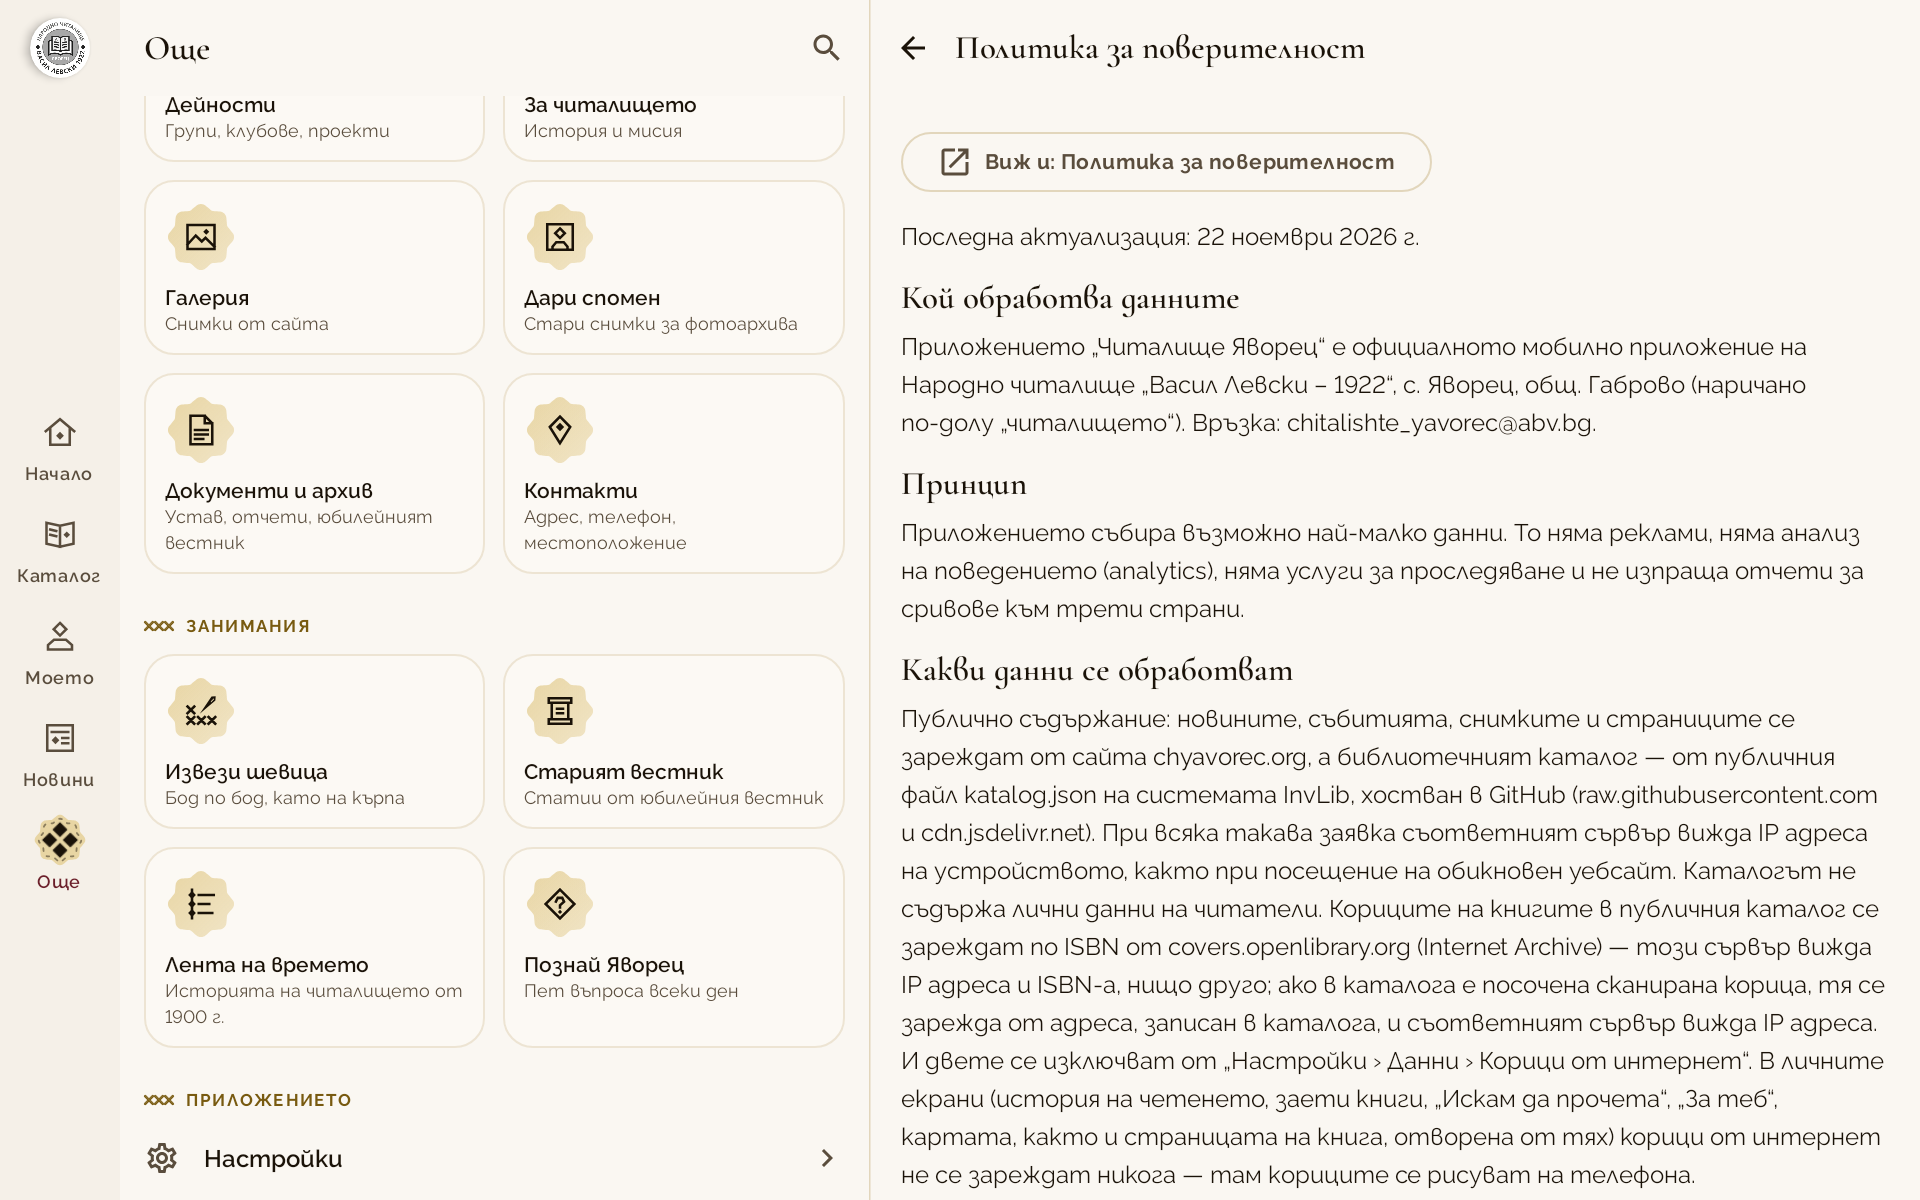 НАРОДНО ЧИТАЛИЩЕ
ВАСИЛ ЛЕВСКИ 1922
Начало
Каталог
Моето
Новини
Още
Още
Дейности
Групи, клубове, проекти
За читалището
История и мисия
Галерия
Снимки от сайта
Дари спомен
Стари снимки за фотоархива
Документи и архив
Устав, отчети, юбилейният
вестник
Контакти
Адрес, телефон,
местоположение
ЗАНИМАНИЯ
Извези шевица
Бод по бод, като на кърпа
Старият вестник
Статии от юбилейния вестник
Лента на времето
Историята на читалището от
1900 г.
Познай Яворец
Пет въпроса всеки ден
ПРИЛОЖЕНИЕТО
Настройки
Политика за поверителност
Виж и: Политика за поверителност
Последна актуализация: 22 ноември 2026 г.
Кой обработва данните
Приложението „Читалище Яворец“ е официалното мобилно приложение на
Народно читалище „Васил Левски – 1922“, с. Яворец, общ. Габрово (наричано
по-долу „читалището“). Връзка: chitalishte_yavorec@abv.bg.
Принцип
Приложението събира възможно най-малко данни. То няма реклами, няма анализ
на поведението (analytics), няма услуги за проследяване и не изпраща отчети за
сривове към трети страни.
Какви данни се обработват
Публично съдържание: новините, събитията, снимките и страниците се
зареждат от сайта chyavorec.org, а библиотечният каталог — от публичния
файл katalog.json на системата InvLib, хостван в GitHub (raw.githubusercontent.com
и cdn.jsdelivr.net). При всяка такава заявка съответният сървър вижда IP адреса
на устройството, както при посещение на обикновен уебсайт. Каталогът не
съдържа лични данни на читатели. Кориците на книгите в публичния каталог се
зареждат по ISBN от covers.openlibrary.org (Internet Archive) — този сървър вижда
IP адреса и ISBN-а, нищо друго; ако в каталога е посочена сканирана корица, тя се
зарежда от адреса, записан в каталога, и съответният сървър вижда IP адреса.
И двете се изключват от „Настройки › Данни › Корици от интернет“. В личните
екрани (история на четенето, заети книги, „Искам да прочета“, „За теб“,
картата, както и страницата на книга, отворена от тях) корици от интернет
не се зареждат никога — там кориците се рисуват на телефона.